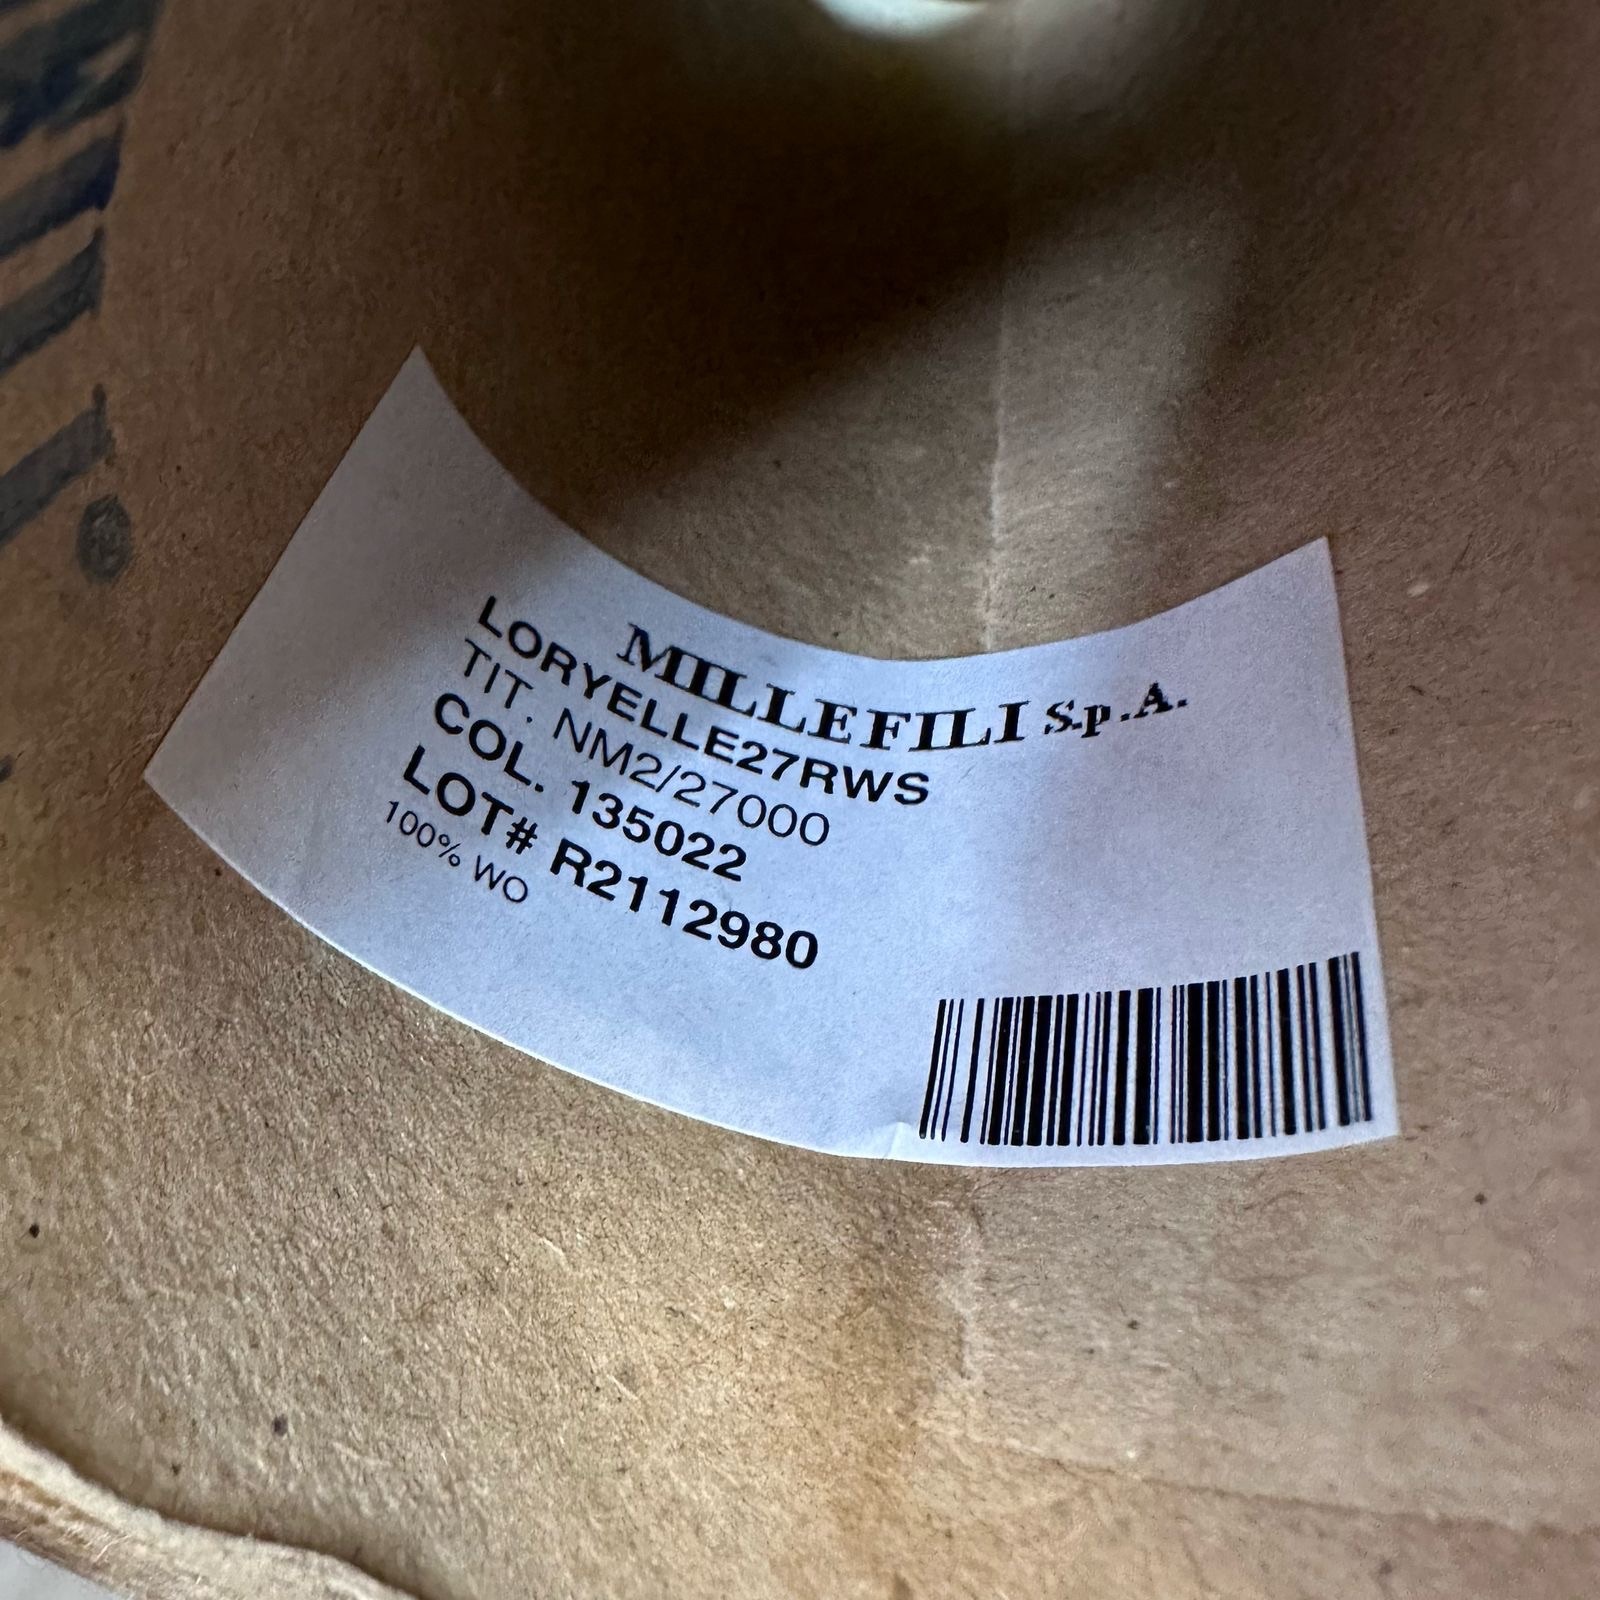 MILLEFILI S.p.A.
LORYELLE27RWS
TIT. NM2/27000
COL. 135022
LOT# R2112980
100% WO